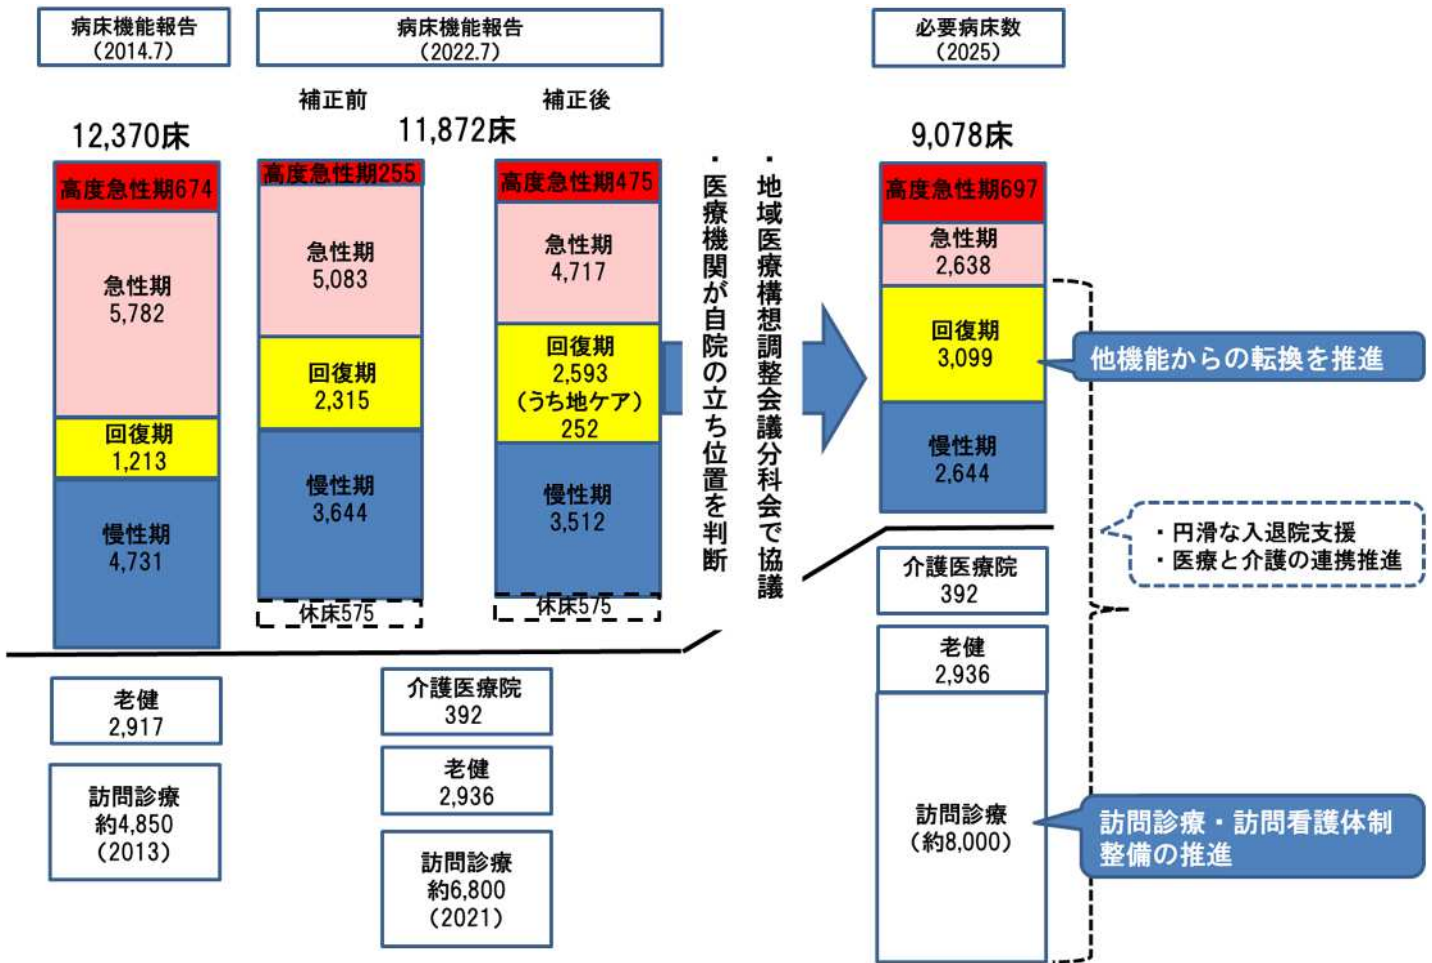 病床機能報告
（2014.7）
病床機能報告
（2022.7）
必要病床数
（2025）
補正前
補正後
12,370床
11,872床
9,078床
高度急性期674
急性期
5,782
回復期
1,213
慢性期
4,731
高度急性期255
急性期
5,083
回復期
2,315
慢性期
3,644
休床575
高度急性期475
急性期
4,717
回復期
2,593
（うち地ケア）
252
慢性期
3,512
休床575
・地域医療構想調整会議分科会で協議
・医療機関が自院の立ち位置を判断
高度急性期697
急性期
2,638
回復期
3,099
慢性期
2,644
他機能からの転換を推進
・円滑な入退院支援
・医療と介護の連携推進
老健
2,917
訪問診療
約4,850
（2013）
介護医療院
392
老健
2,936
訪問診療
約6,800
（2021）
介護医療院
392
老健
2,936
訪問診療
（約8,000）
訪問診療・訪問看護体制
整備の推進